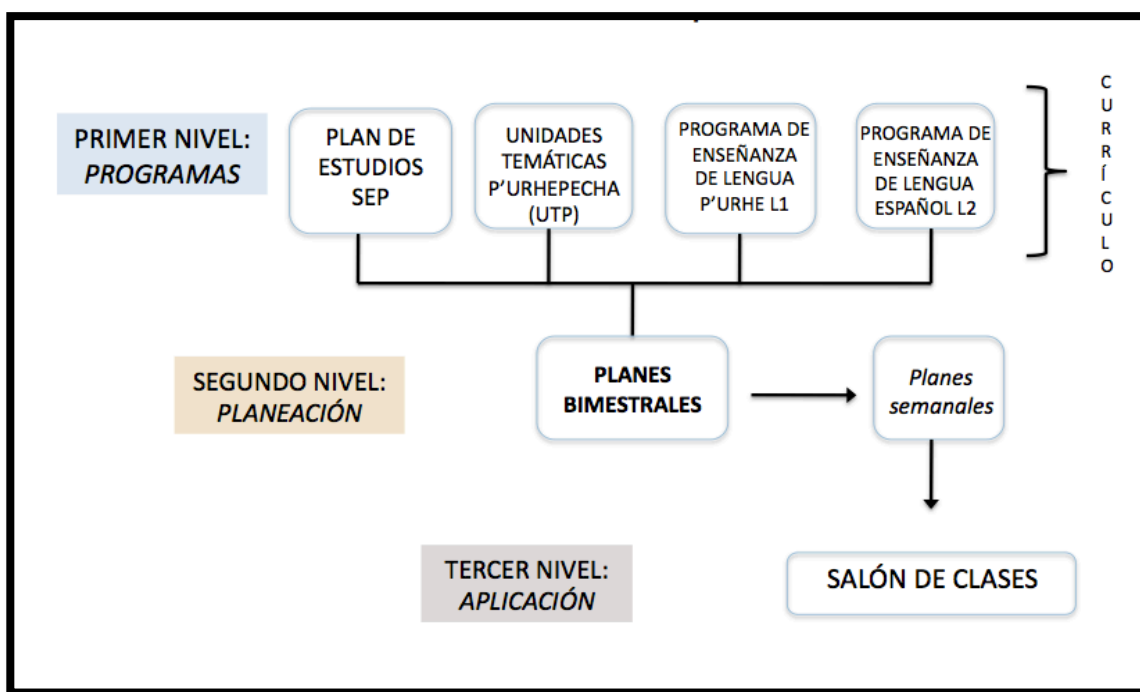 PRIMER NIVEL:
PROGRAMAS
PLAN DE
ESTUDIOS
SEP
UNIDADES
TEMÁTICAS
P'URHEPECHA
(UTP)
PROGRAMA DE
ENSEÑANZA
DE LENGUA
P'URHE L1
PROGRAMA DE
ENSEÑANZA
DE LENGUA
ESPAÑOL L2
C
U
R
R
Í
C
U
L
O
SEGUNDO NIVEL:
PLANEACIÓN
PLANES
BIMESTRALES
Planes
semanales
TERCER NIVEL:
APLICACIÓN
SALÓN DE CLASES